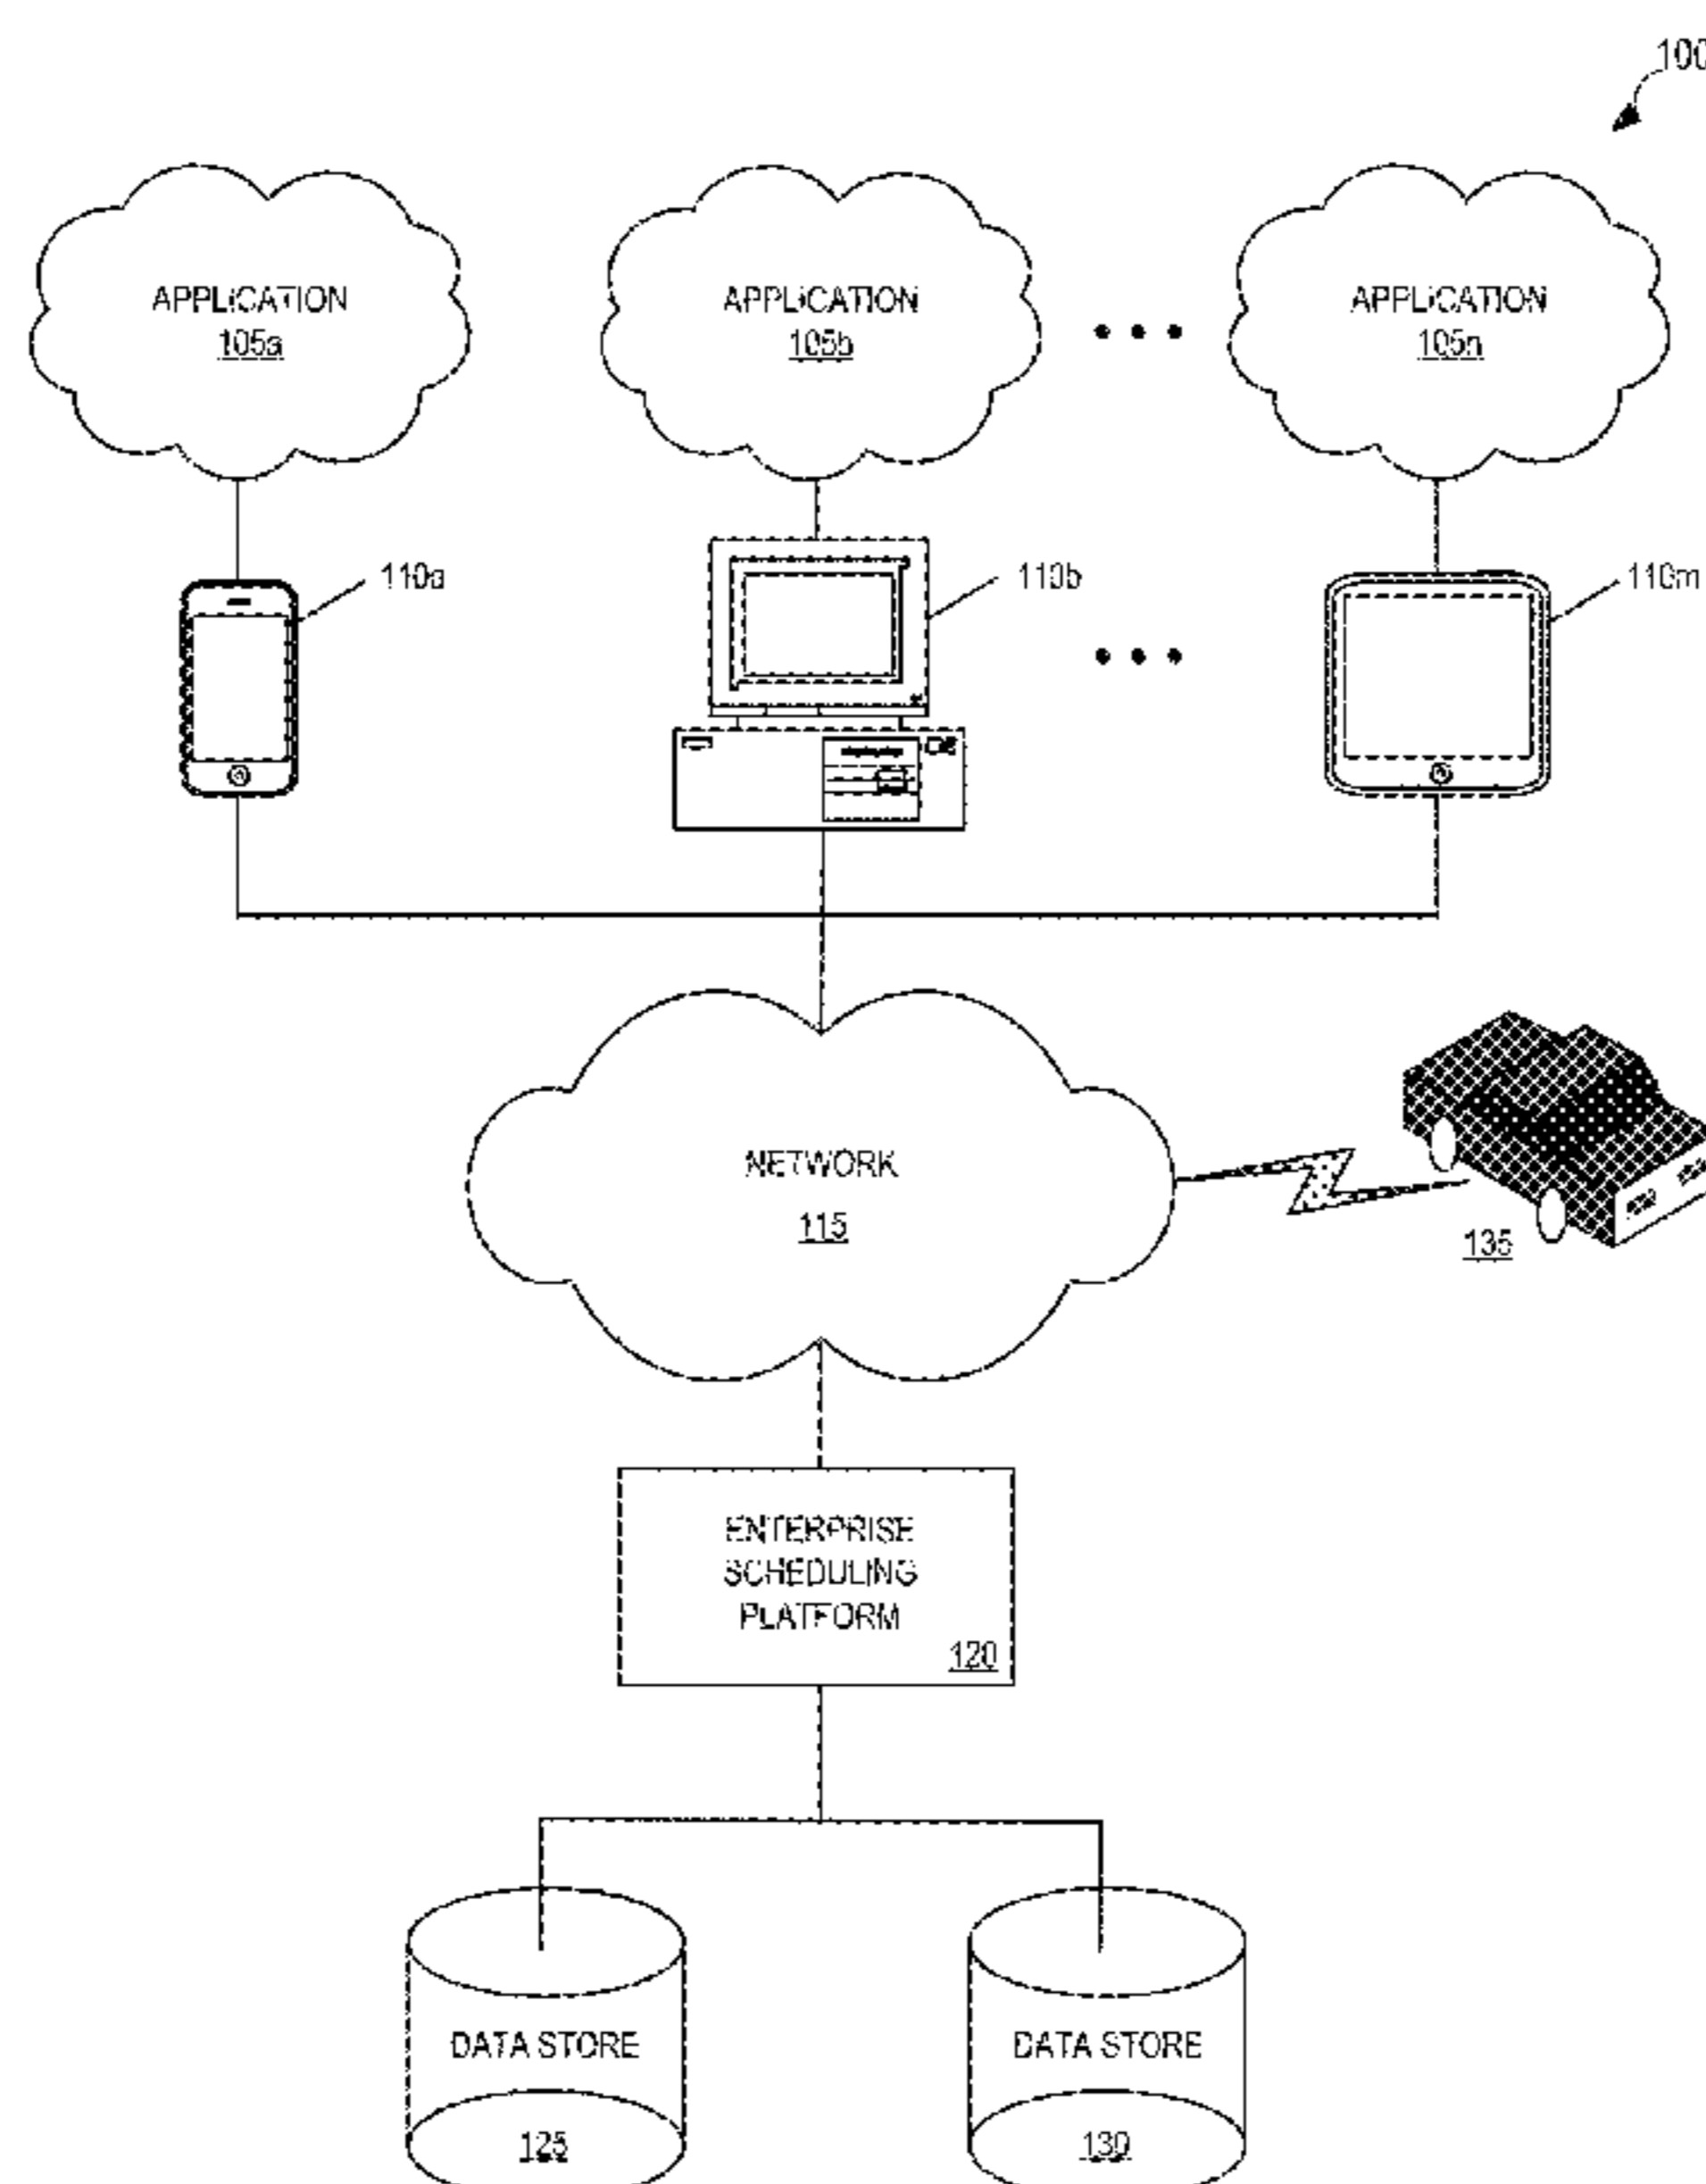 100
APPLICATION
105a
APPLICATION
105b
APPLICATION
105n
110a
110b
110m
NETWORK
115
135
ENTERPRISE
SCHEDULING
PLATFORM
120
DATA STORE
125
DATA STORE
130